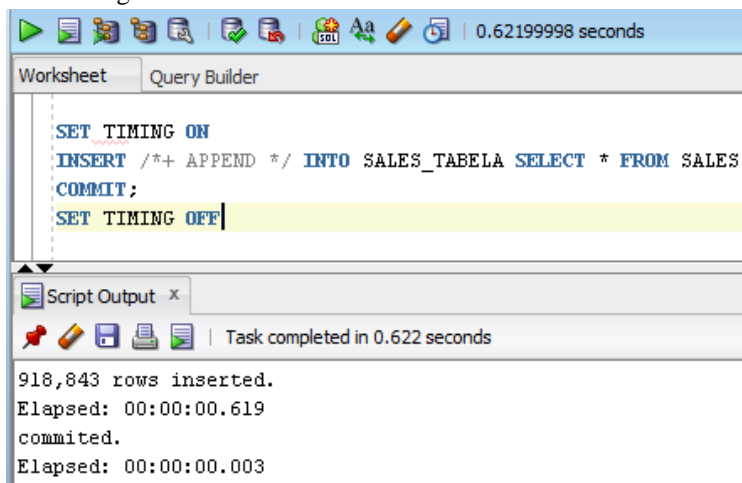 0.62199998 seconds
Worksheet Query Builder
SET TIMING ON
INSERT /*+ APPEND */ INTO SALES_TABELA SELECT * FROM SALES
COMMIT;
SET TIMING OFF
Script Output x
Task completed in 0.622 seconds
918,843 rows inserted.
Elapsed: 00:00:00.619
commited.
Elapsed: 00:00:00.003